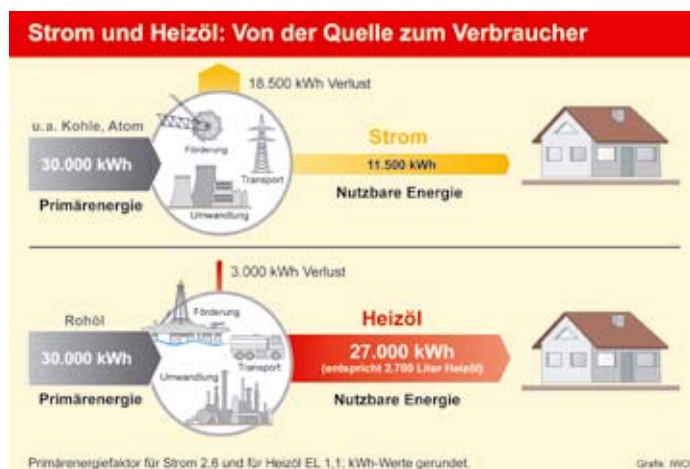 Strom und Heizöl: Von der Quelle zum Verbraucher
18.500 kWh Verlust
u.a. Kohle, Atom
30.000 kWh
Primärenergie
Förderung
Transport
Umwandlung
Strom
11.500 kWh
Nutzbare Energie
3.000 kWh Verlust
Rohöl
30.000 kWh
Primärenergie
Förderung
Transport
Umwandlung
Heizöl
27.000 kWh
(entspricht 2.700 Liter Heizöl)
Nutzbare Energie
Primärenergiefaktor für Strom 2,6 und für Heizöl EL 1,1; kWh-Werte gerundet.
Grafik: IWO